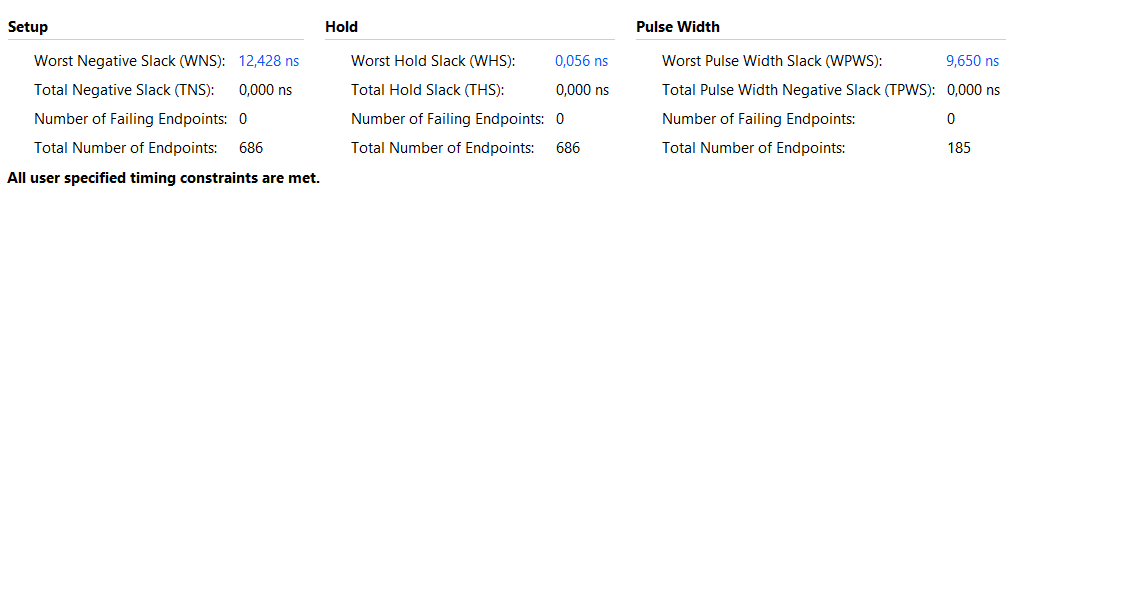 Setup Hold Pulse Width
Worst Negative Slack (WNS): 12,428 ns Worst Hold Slack (WHS): 0,056 ns Worst Pulse Width Slack (WPWS): 9,650 ns
Total Negative Slack (TNS): 0,000 ns Total Hold Slack (THS): 0,000 ns Total Pulse Width Negative Slack (TPWS): 0,000 ns
Number of Failing Endpoints: 0 Number of Failing Endpoints: 0 Number of Failing Endpoints: 0
Total Number of Endpoints: 686 Total Number of Endpoints: 686 Total Number of Endpoints: 185
All user specified timing constraints are met.